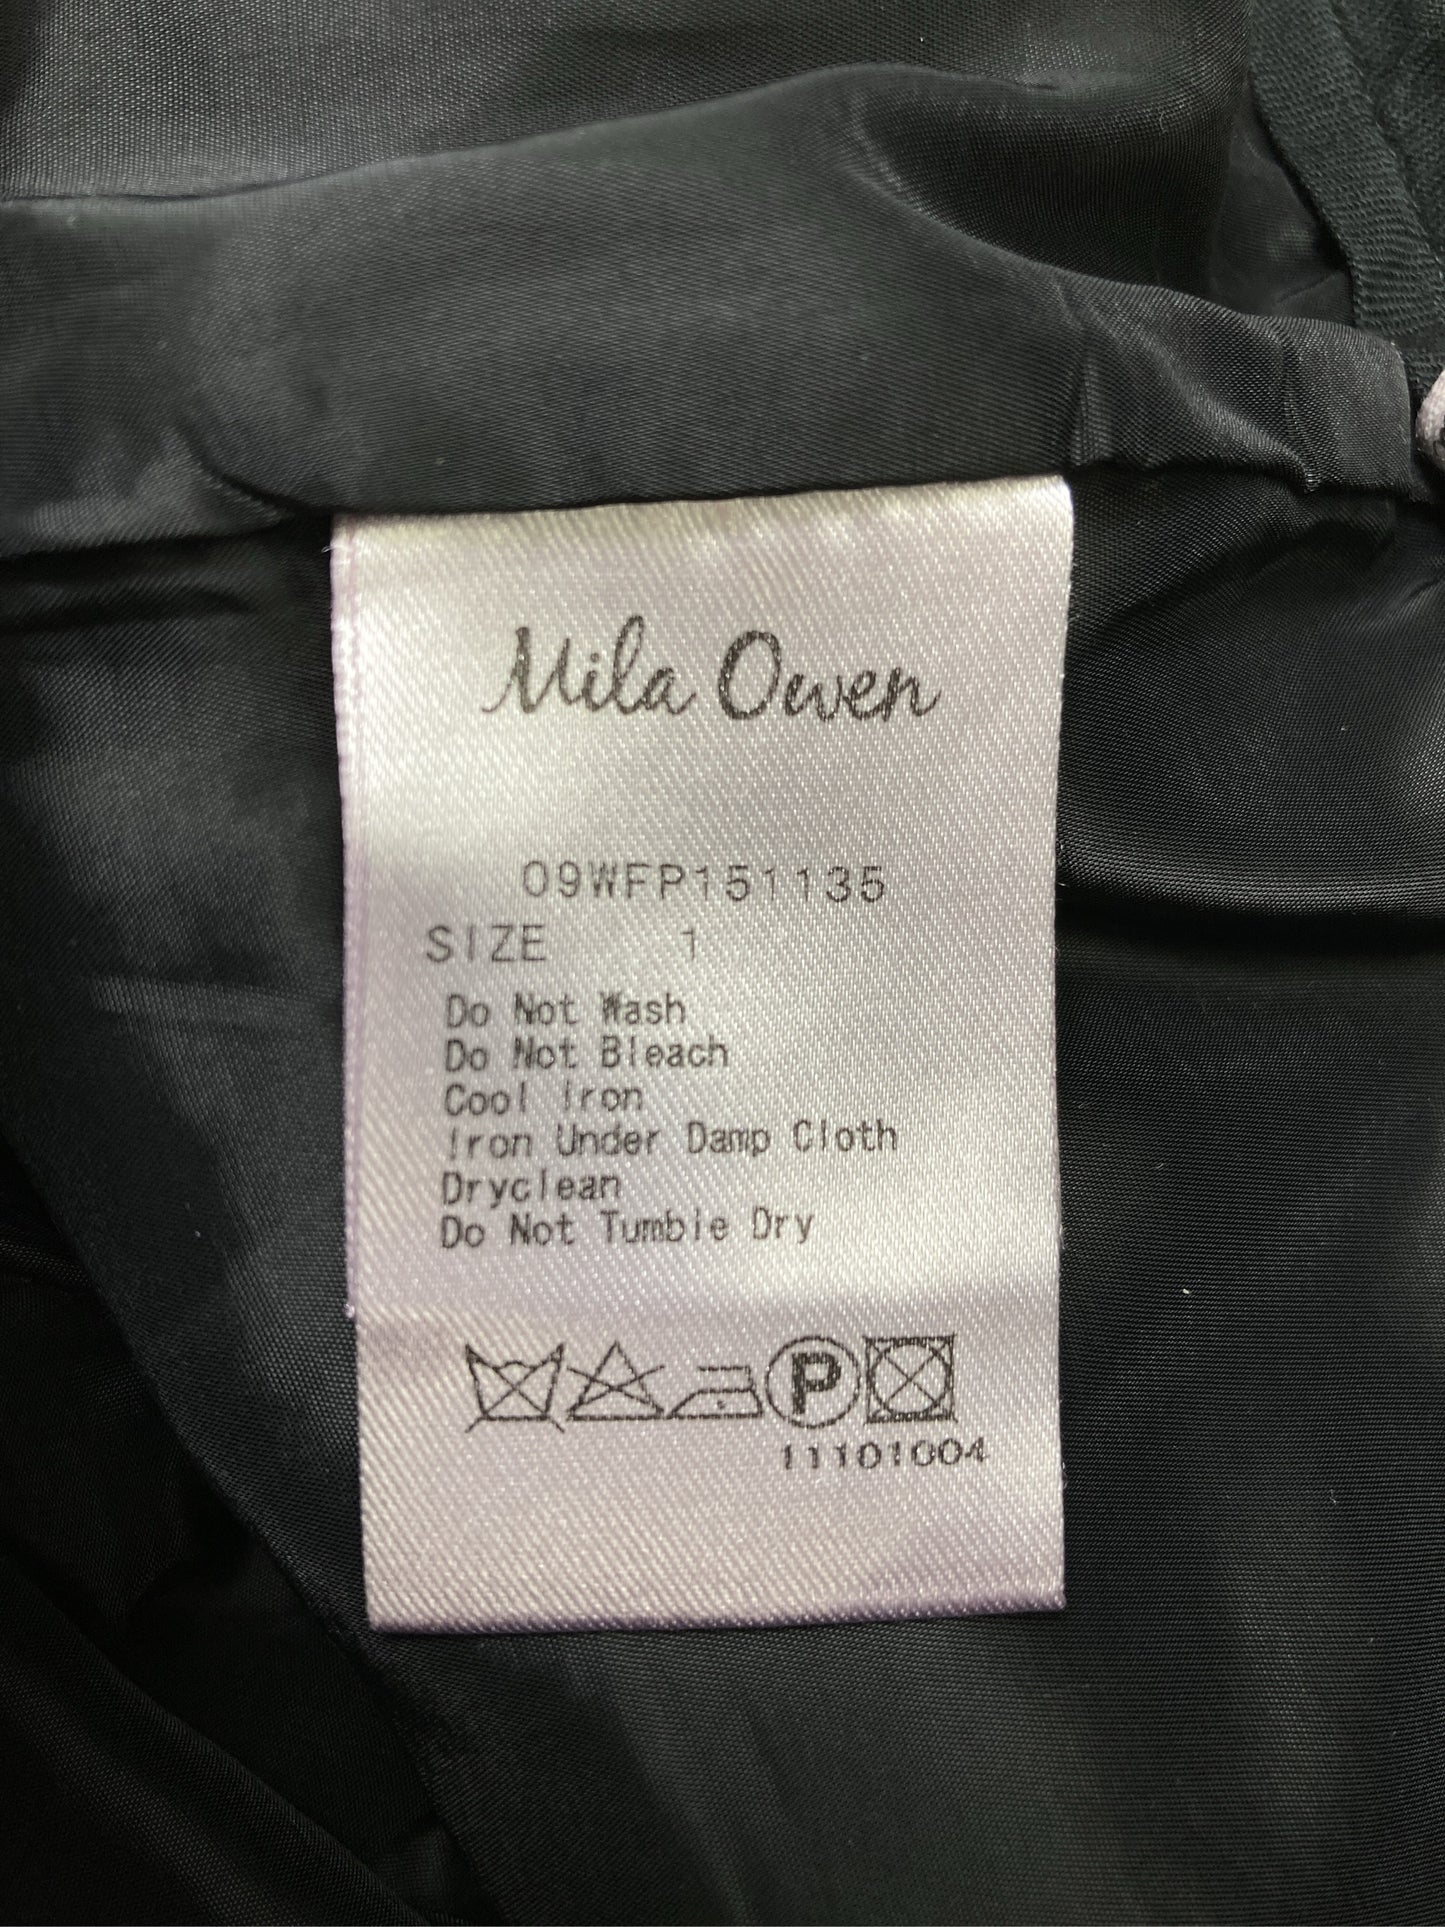 Mila Owen
09WFP151135
SIZE 1
Do Not Wash
Do Not Bleach
Cool Iron
Iron Under Damp Cloth
Dryclean
Do Not Tumble Dry
P
11101004